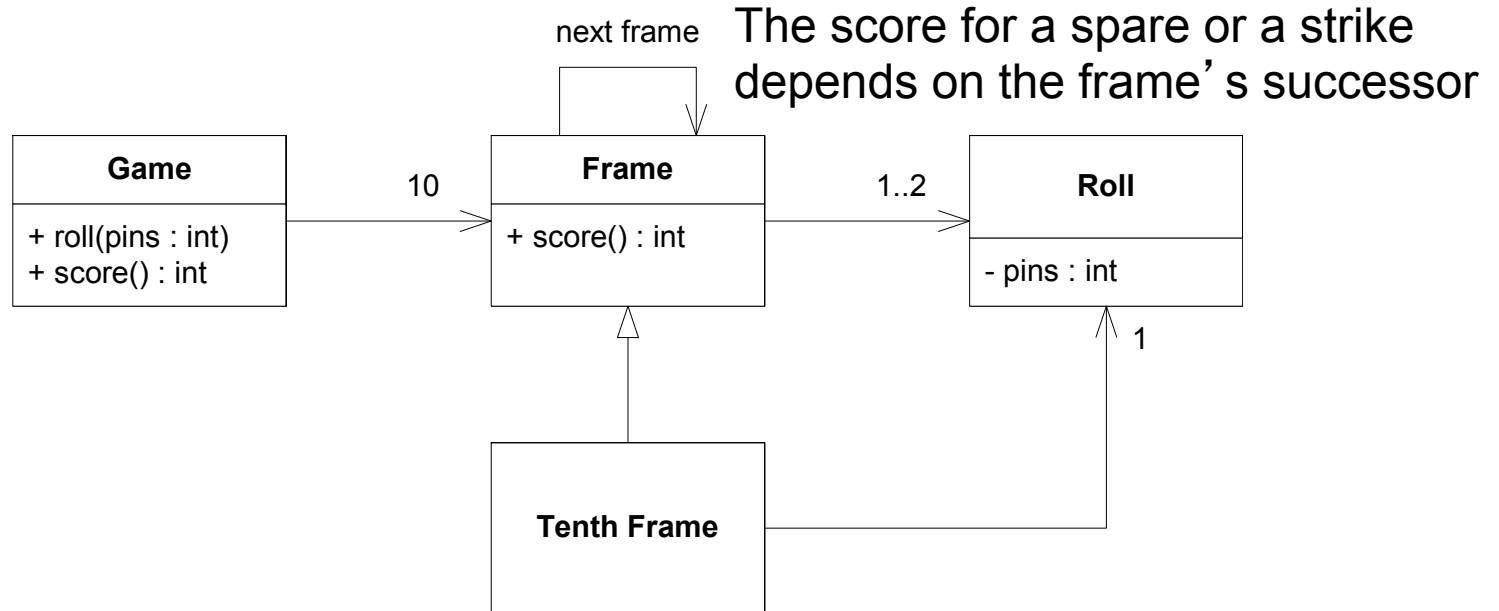 next frame
The score for a spare or a strike
depends on the frame’s successor
Game
+ roll(pins : int)
+ score() : int
10
Frame
+ score() : int
1..2
Roll
- pins : int
1
Tenth Frame